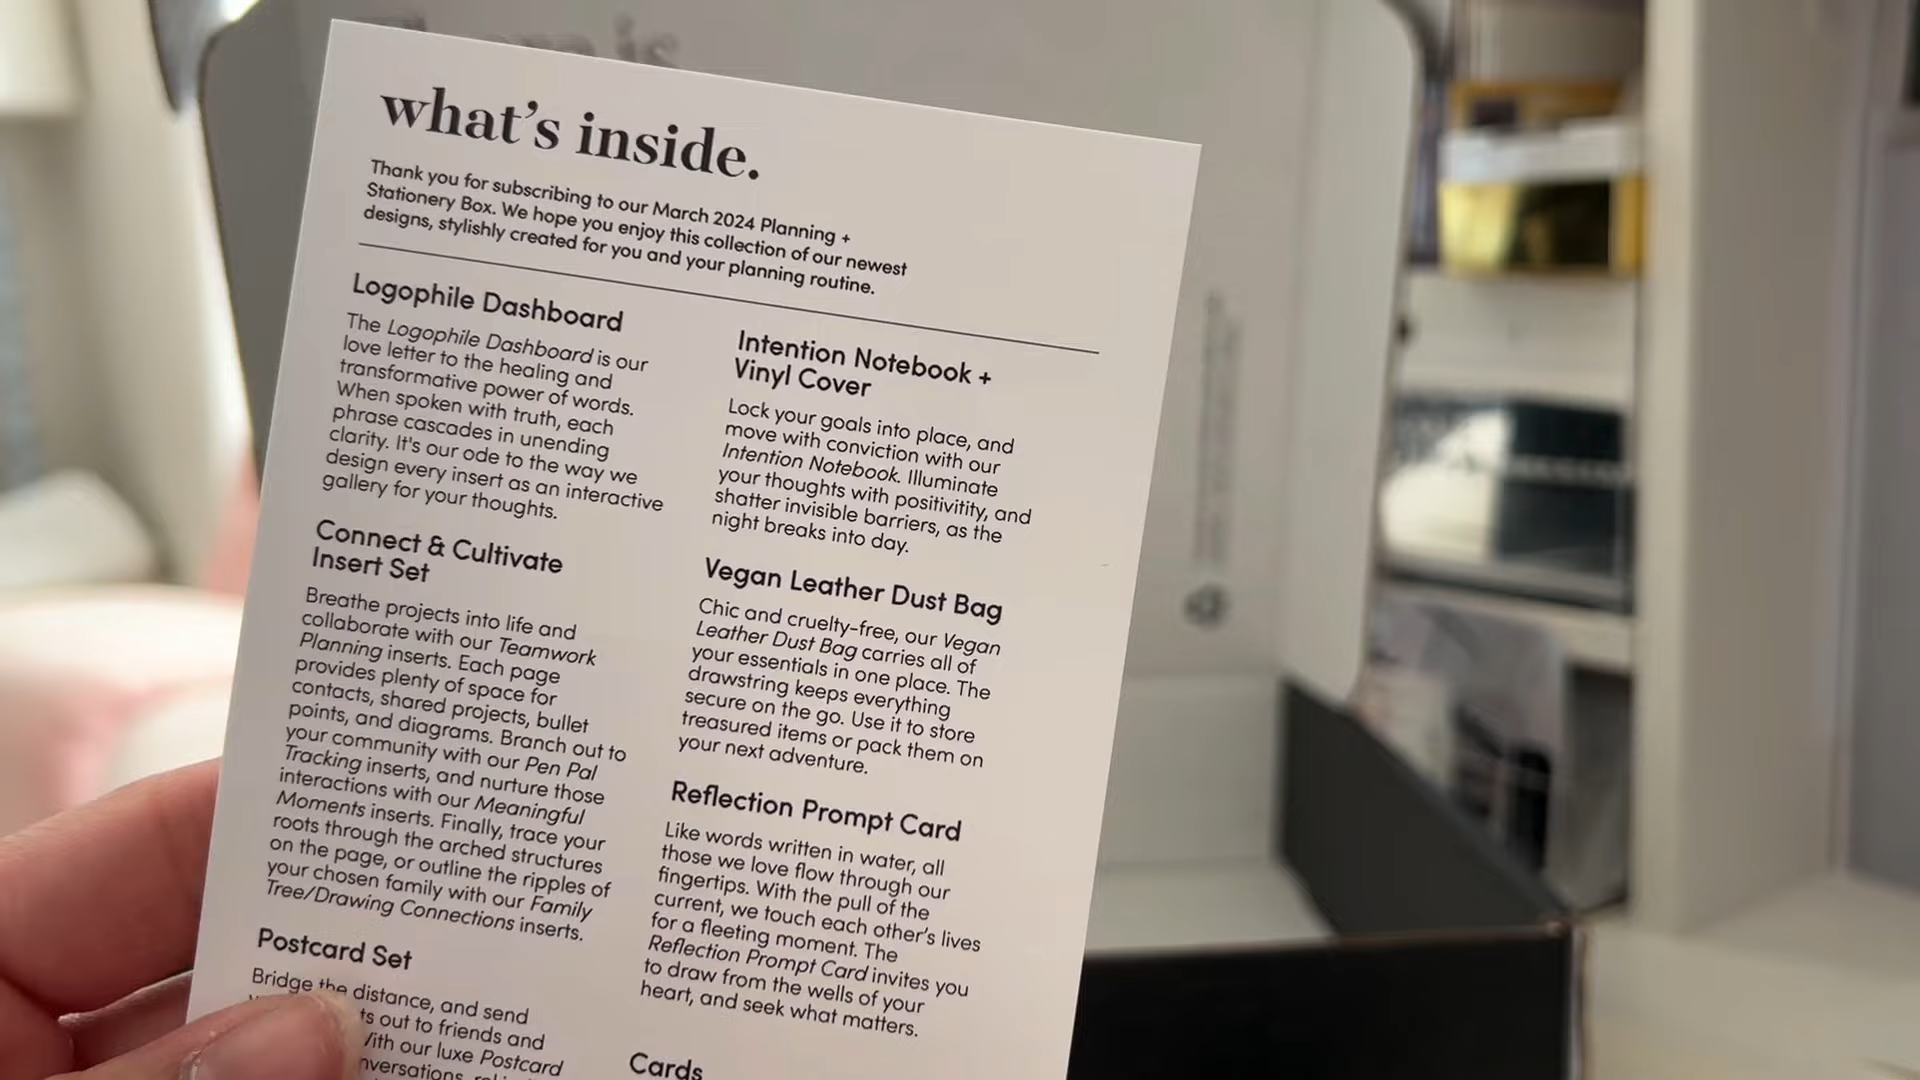 is
what's inside.
Thank you for subscribing to our March 2024 Planning +
Stationery Box. We hope you enjoy this collection of our newest
designs, stylishly created for you and your planning routine.
Logophile Dashboard
The Logophile Dashboard is our
love letter to the healing and
transformative power of words.
When spoken with truth, each
phrase cascades in unending
clarity. It's our ode to the way we
design every insert as an interactive
gallery for your thoughts.
Connect & Cultivate
Insert Set
Breathe projects into life and
collaborate with our Teamwork
Planning inserts. Each page
provides plenty of space for
contacts, shared projects, bullet
points, and diagrams. Branch out to
your community with our Pen Pal
Tracking inserts, and nurture those
interactions with our Meaningful
Moments inserts. Finally, trace your
roots through the arched structures
on the page, or outline the ripples of
your chosen family with our Family
Tree/Drawing Connections inserts.
Postcard Set
Bridge the distance, and send
out to friends and
with our luxe Postcard
Intention Notebook +
Vinyl Cover
Lock your goals into place, and
move with conviction with our
Intention Notebook. Illuminate
your thoughts with positivitity, and
shatter invisible barriers, as the
night breaks into day.
Vegan Leather Dust Bag
Chic and cruelty-free, our Vegan
Leather Dust Bag carries all of
your essentials in one place. The
drawstring keeps everything
secure on the go. Use it to store
treasured items or pack them on
your next adventure.
Reflection Prompt Card
Like words written in water, all
those we love flow through our
fingertips. With the pull of the
current, we touch each other's lives
for a fleeting moment. The
Reflection Prompt Card invites you
to draw from the wells of your
heart, and seek what matters.
Cards